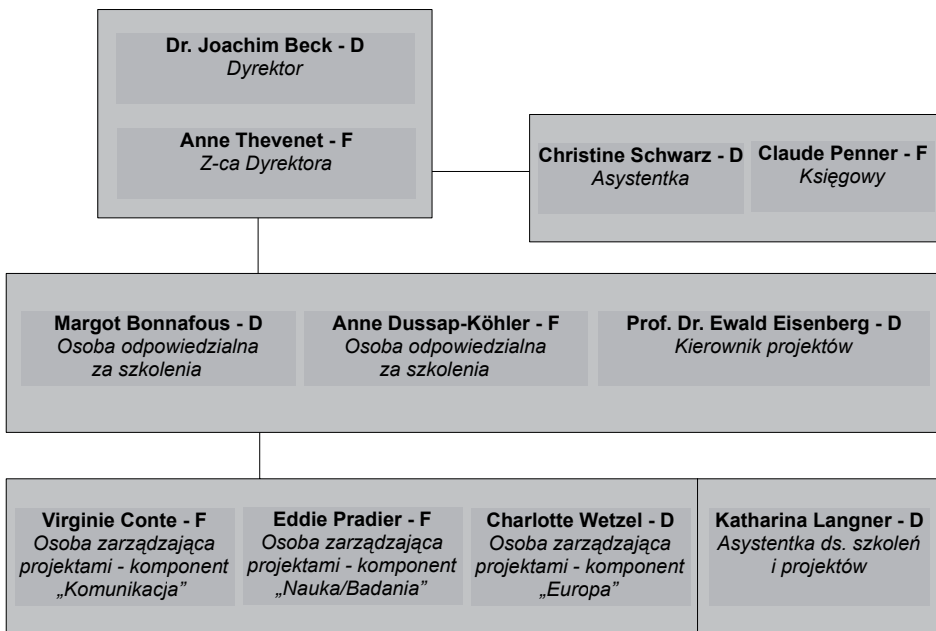 Dr. Joachim Beck - D
Dyrektor
Anne Thevenet - F
Z-ca Dyrektora
Christine Schwarz - D
Asystentka
Claude Penner - F
Księgowy
Margot Bonnafous - D
Osoba odpowiedzialna
za szkolenia
Anne Dussap-Köhler - F
Osoba odpowiedzialna
za szkolenia
Prof. Dr. Ewald Eisenberg - D
Kierownik projektów
Virginie Conte - F
Osoba zarządzająca
projektami - komponent
„Komunikacja”
Eddie Pradier - F
Osoba zarządzająca
projektami - komponent
„Nauka/Badania”
Charlotte Wetzel - D
Osoba zarządzająca
projektami - komponent
„Europa”
Katharina Langner - D
Asystentka ds. szkoleń
i projektów